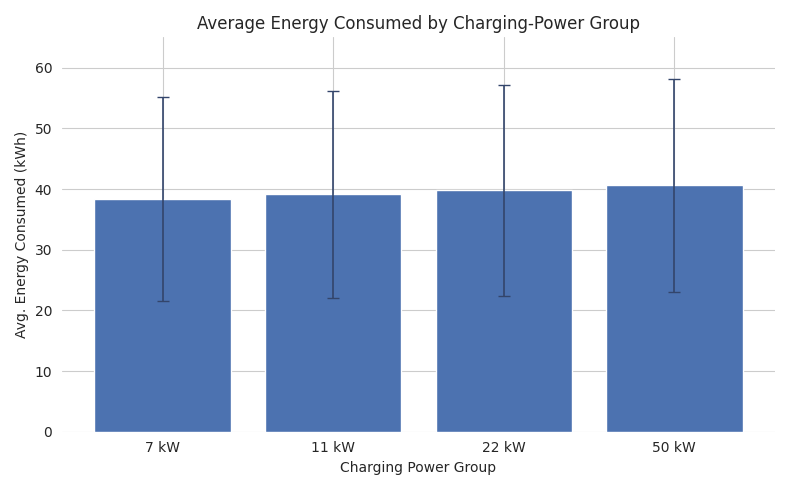 Average Energy Consumed by Charging-Power Group
Avg. Energy Consumed (kWh)
60
50
40
30
20
10
0
7 kW
11 kW
22 kW
50 kW
Charging Power Group